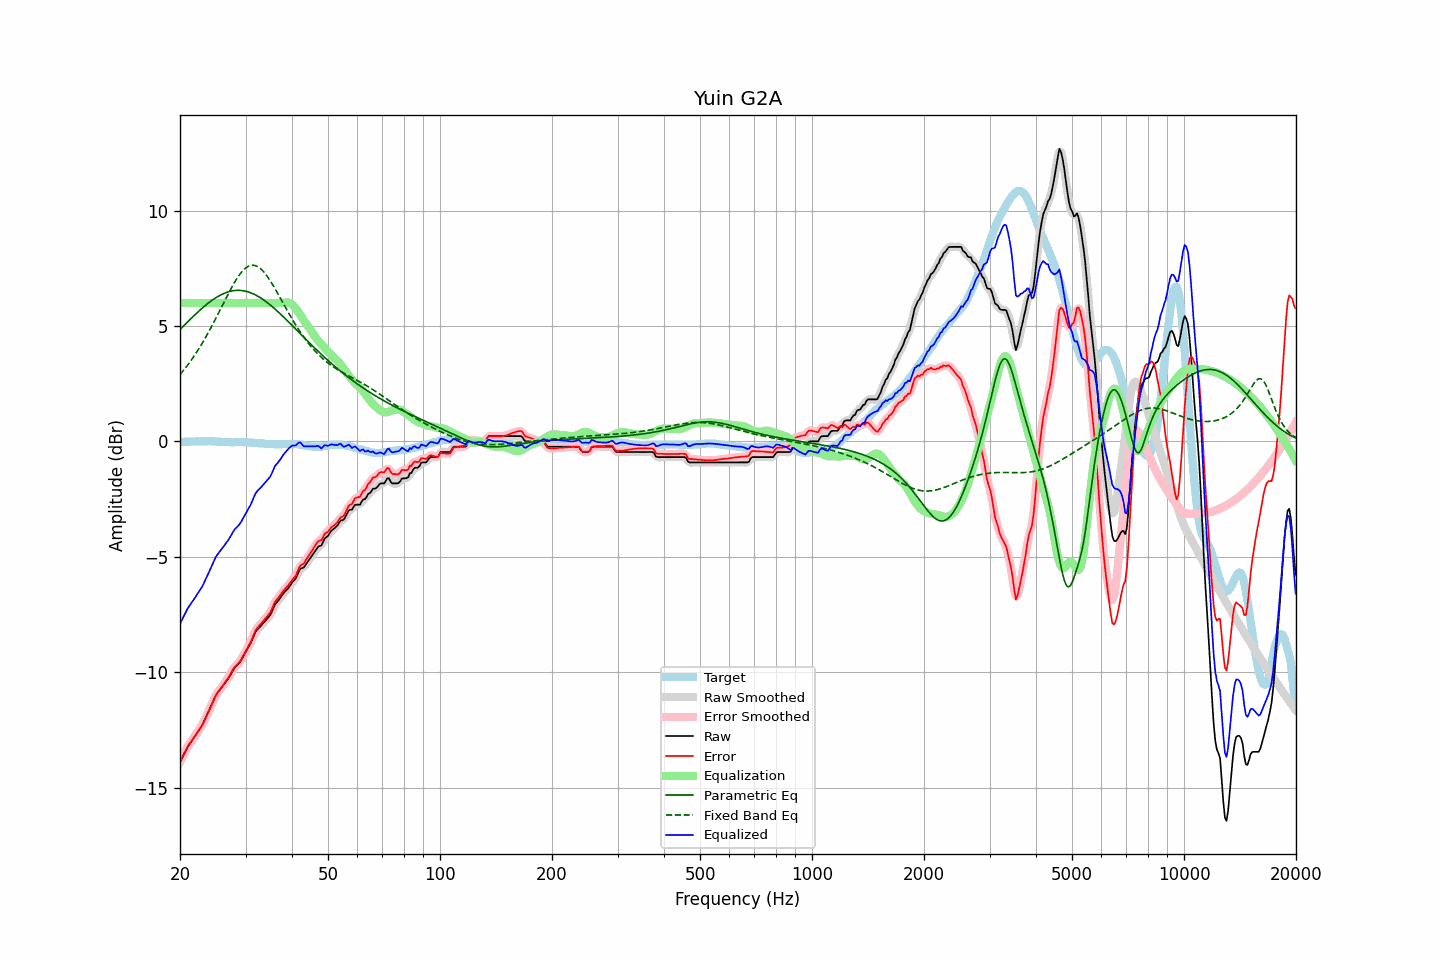 Yuin G2A
Amplitude (dBr)
10
5
0
−5
−10
−15
Target
Raw Smoothed
Error Smoothed
Raw
Error
Equalization
Parametric Eq
Fixed Band Eq
Equalized
20 50 100 200 500 1000 2000 5000 10000 20000
Frequency (Hz)